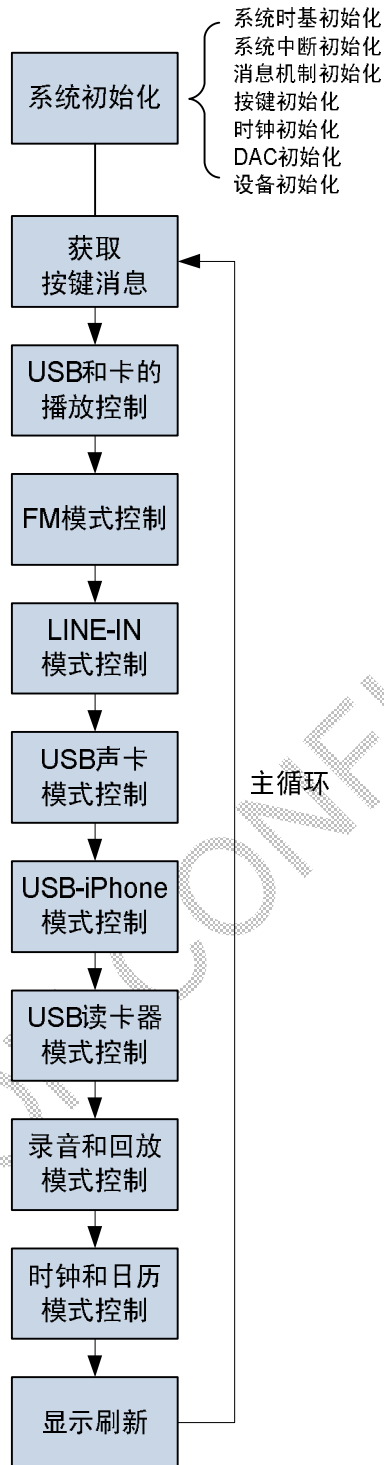 系统初始化
系统时基初始化
系统中断初始化
消息机制初始化
按键初始化
时钟初始化
DAC初始化
设备初始化
获取
按键消息
USB和卡的
播放控制
FM模式控制
LINE-IN
模式控制
USB声卡
模式控制
主循环
USB-iPhone
模式控制
USB读卡器
模式控制
录音和回放
模式控制
时钟和日历
模式控制
显示刷新